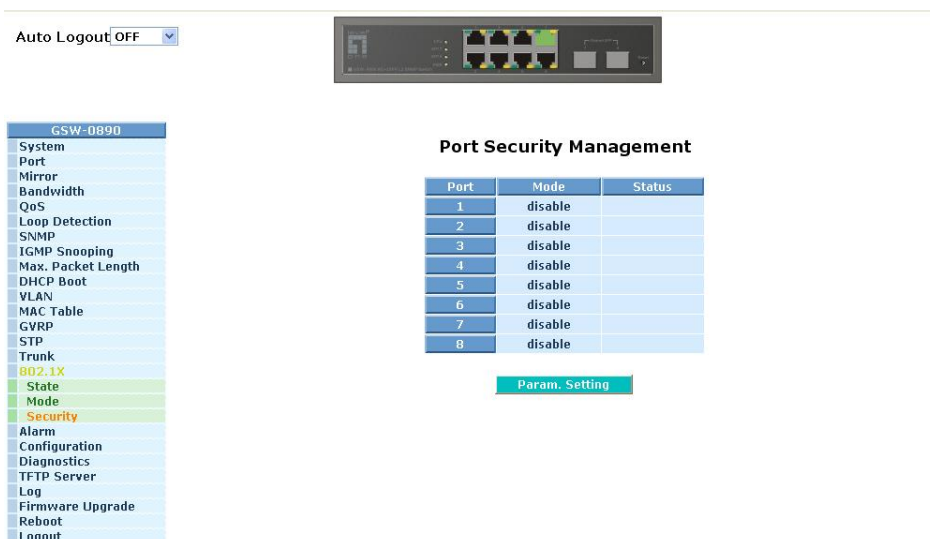 Auto Logout OFF
GSW-0890
System
Port
Mirror
Bandwidth
QoS
Loop Detection
SNMP
IGMP Snooping
Max. Packet Length
DHCP Boot
VLAN
MAC Table
GVRP
STP
Trunk
802.1X
State
Mode
Security
Alarm
Configuration
Diagnostics
TFTP Server
Log
Firmware Upgrade
Reboot
Logout
Port Security Management
Port Mode Status
1 disable
2 disable
3 disable
4 disable
5 disable
6 disable
7 disable
8 disable
Param. Setting